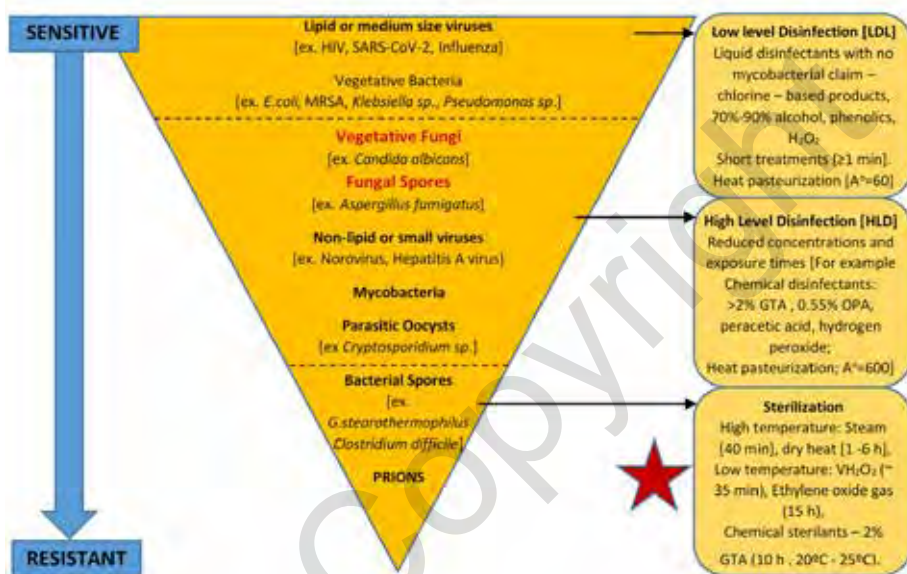 SENSITIVE
Lipid or medium size viruses
[ex. HIV, SARS-CoV-2, Influenza]
Vegetative Bacteria
[ex. E.coli, MRSA, Klebsiella sp., Pseudomonas sp.]
Vegetative Fungi
[ex. Candida albicans]
Fungal Spores
[ex. Aspergillus fumigatus]
Non-lipid or small viruses
[ex. Norovirus, Hepatitis A virus)
Mycobacteria
Parasitic Oocysts
[ex Cryptosporidium sp.]
Bacterial Spores
[ex.
G.stearothermophilus
Clostridium difficile]
PRIONS
RESISTANT
Low level Disinfection [LDL]
Liquid disinfectants with no
mycobacterial claim –
chlorine – based products,
70%-90% alcohol, phenolics,
H₂O₂
Short treatments [≥1 min].
Heat pasteurization [A°=60]
High Level Disinfection [HLD]
Reduced concentrations and
exposure times [For example
Chemical disinfectants:
>2% GTA , 0.55% OPA,
peracetic acid, hydrogen
peroxide;
Heat pasteurization; A°=600]
Sterilization
High temperature: Steam
[40 min], dry heat [1 -6 h],
Low temperature: VH₂O₂ (~
35 min), Ethylene oxide gas
(15 h),
Chemical sterilants – 2%
GTA (10 h , 20ºC - 25ºC).
Copyright